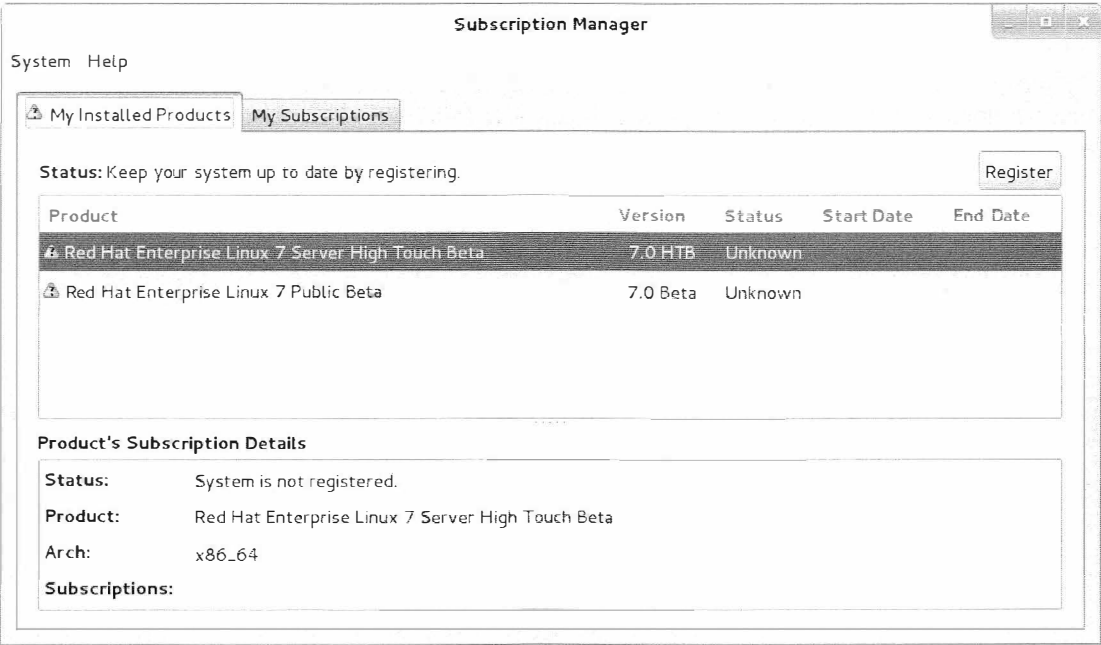 Subscription Manager
System Help
My Installed Products My Subscriptions
Status: Keep your system up to date by registering. Register
Product Version Status Start Date End Date
Red Hat Enterprise Linux 7 Server High Touch Beta 7.0 HTB Unknown
Red Hat Enterprise Linux 7 Public Beta 7.0 Beta Unknown
Product's Subscription Details
Status: System is not registered.
Product: Red Hat Enterprise Linux 7 Server High Touch Beta
Arch: x86_64
Subscriptions: